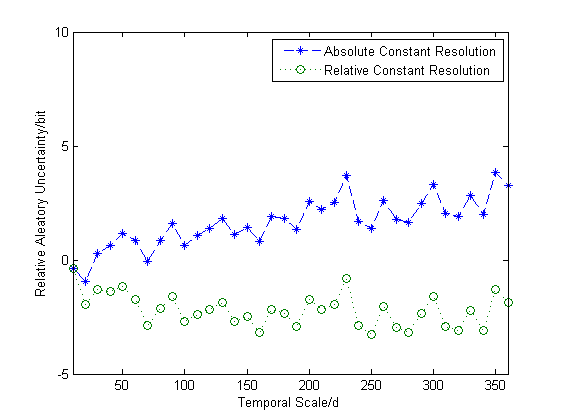 10
Absolute Constant Resolution
Relative Constant Resolution
5
0
-5
Relative Aleatory Uncertainty/bit
50 100 150 200 250 300 350
Temporal Scale/d